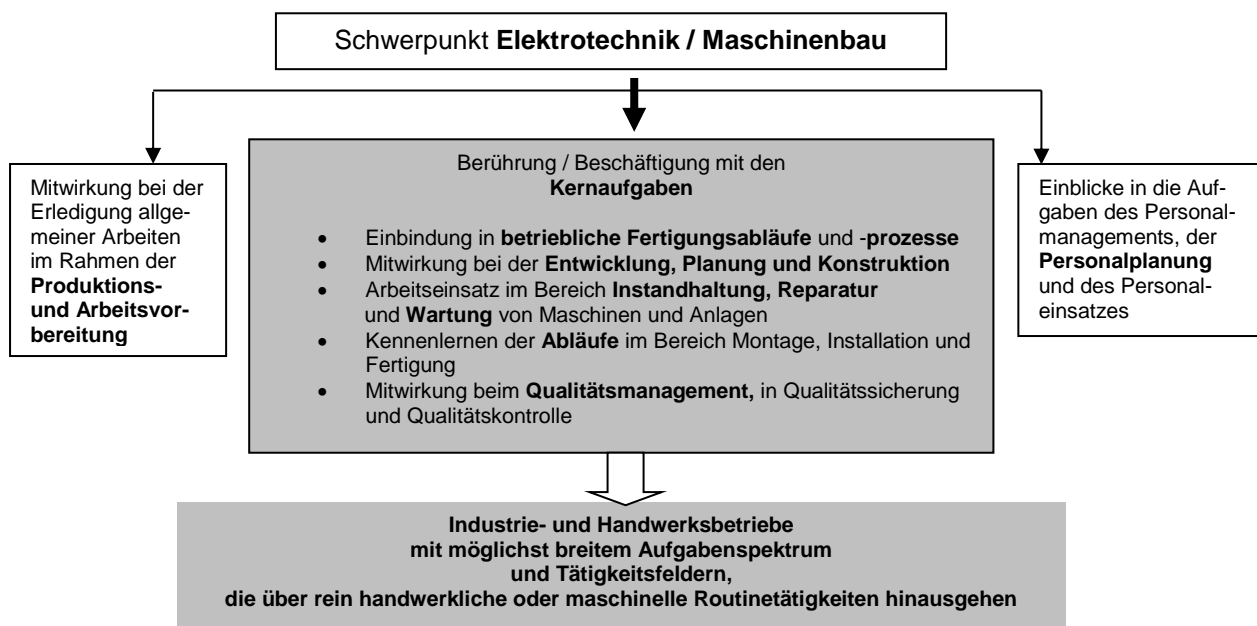 Schwerpunkt Elektrotechnik / Maschinenbau
Mitwirkung bei der
Erledigung allge-
meiner Arbeiten
im Rahmen der
Produktions-
und Arbeitsvor-
bereitung
Berührung / Beschäftigung mit den
Kernaufgaben
• Einbindung in betriebliche Fertigungsabläufe und -prozesse
• Mitwirkung bei der Entwicklung, Planung und Konstruktion
• Arbeitseinsatz im Bereich Instandhaltung, Reparatur
und Wartung von Maschinen und Anlagen
• Kennenlernen der Abläufe im Bereich Montage, Installation und
Fertigung
• Mitwirkung beim Qualitätsmanagement, in Qualitätssicherung
und Qualitätskontrolle
Einblicke in die Auf-
gaben des Personal-
managements, der
Personalplanung
und des Personal-
einsatzes
Industrie- und Handwerksbetriebe
mit möglichst breitem Aufgabenspektrum
und Tätigkeitsfeldern,
die über rein handwerkliche oder maschinelle Routinetätigkeiten hinausgehen